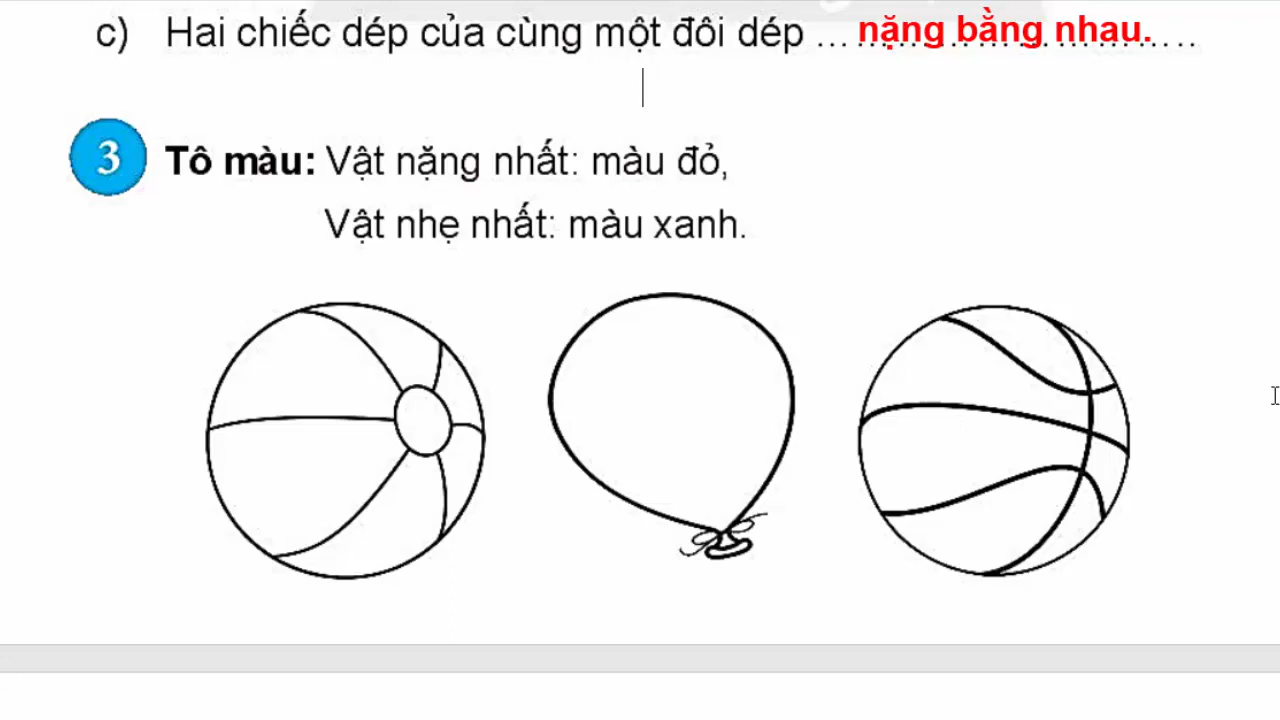 c) Hai chiếc dép của cùng một đôi dép ... nặng bằng nhau. ...
3 Tô màu: Vật nặng nhất: màu đỏ,
Vật nhẹ nhất: màu xanh.